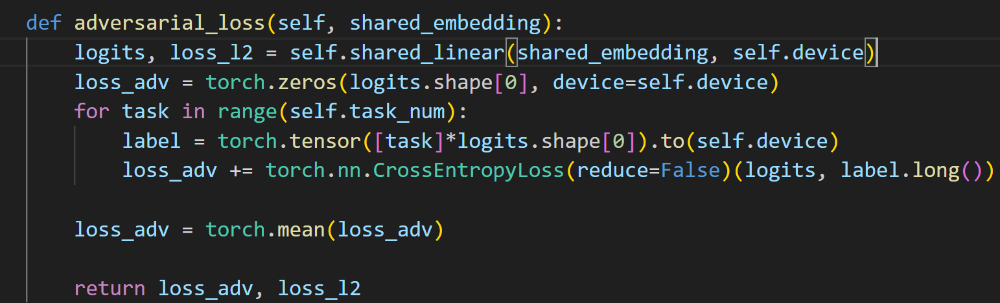 def adversarial_loss(self, shared_embedding):
    logits, loss_l2 = self.shared_linear(shared_embedding, self.device)
    loss_adv = torch.zeros(logits.shape[0], device=self.device)
    for task in range(self.task_num):
        label = torch.tensor([task]*logits.shape[0]).to(self.device)
        loss_adv += torch.nn.CrossEntropyLoss(reduce=False)(logits, label.long())
    loss_adv = torch.mean(loss_adv)
    return loss_adv, loss_l2